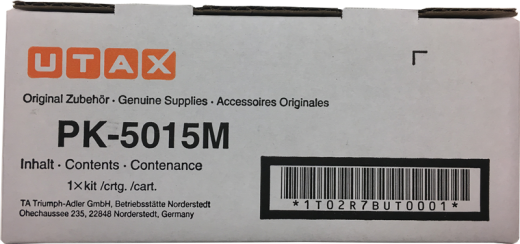 UTAX
Original Zubehör · Genuine Supplies · Accessoires Originales
PK-5015M
Inhalt · Contents · Contenance
1×kit /crtg. /cart.
TA Triumph-Adler GmbH, Betriebsstätte Norderstedt
Ohechaussee 235, 22848 Norderstedt, Germany
*1T02R7BUT0001*